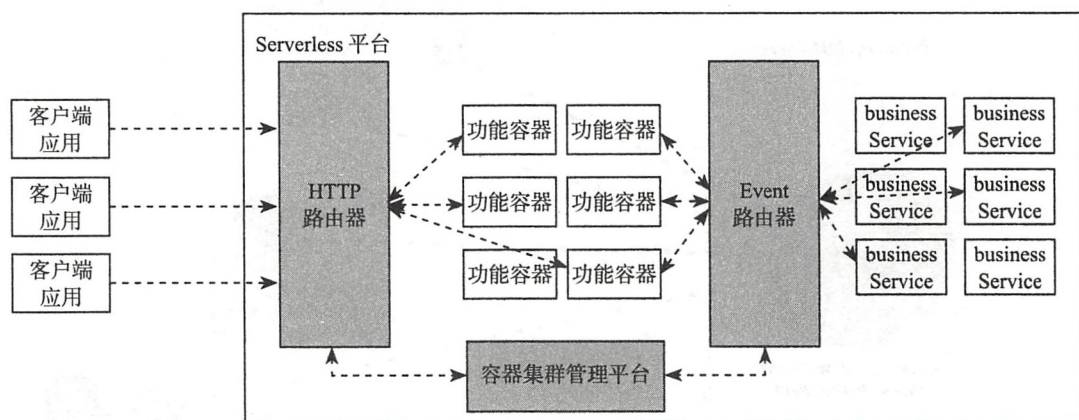 Serverless 平台
客户端
应用
客户端
应用
客户端
应用
HTTP
路由器
功能容器
功能容器
功能容器
功能容器
功能容器
功能容器
Event
路由器
business
Service
business
Service
business
Service
business
Service
business
Service
business
Service
容器集群管理平台